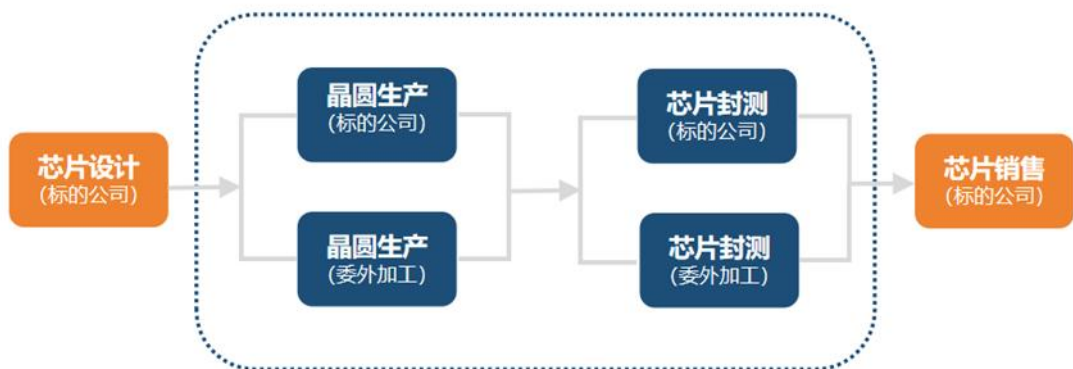 芯片设计
(标的公司)
晶圆生产
(标的公司)
晶圆生产
(委外加工)
芯片封测
(标的公司)
芯片封测
(委外加工)
芯片销售
(标的公司)